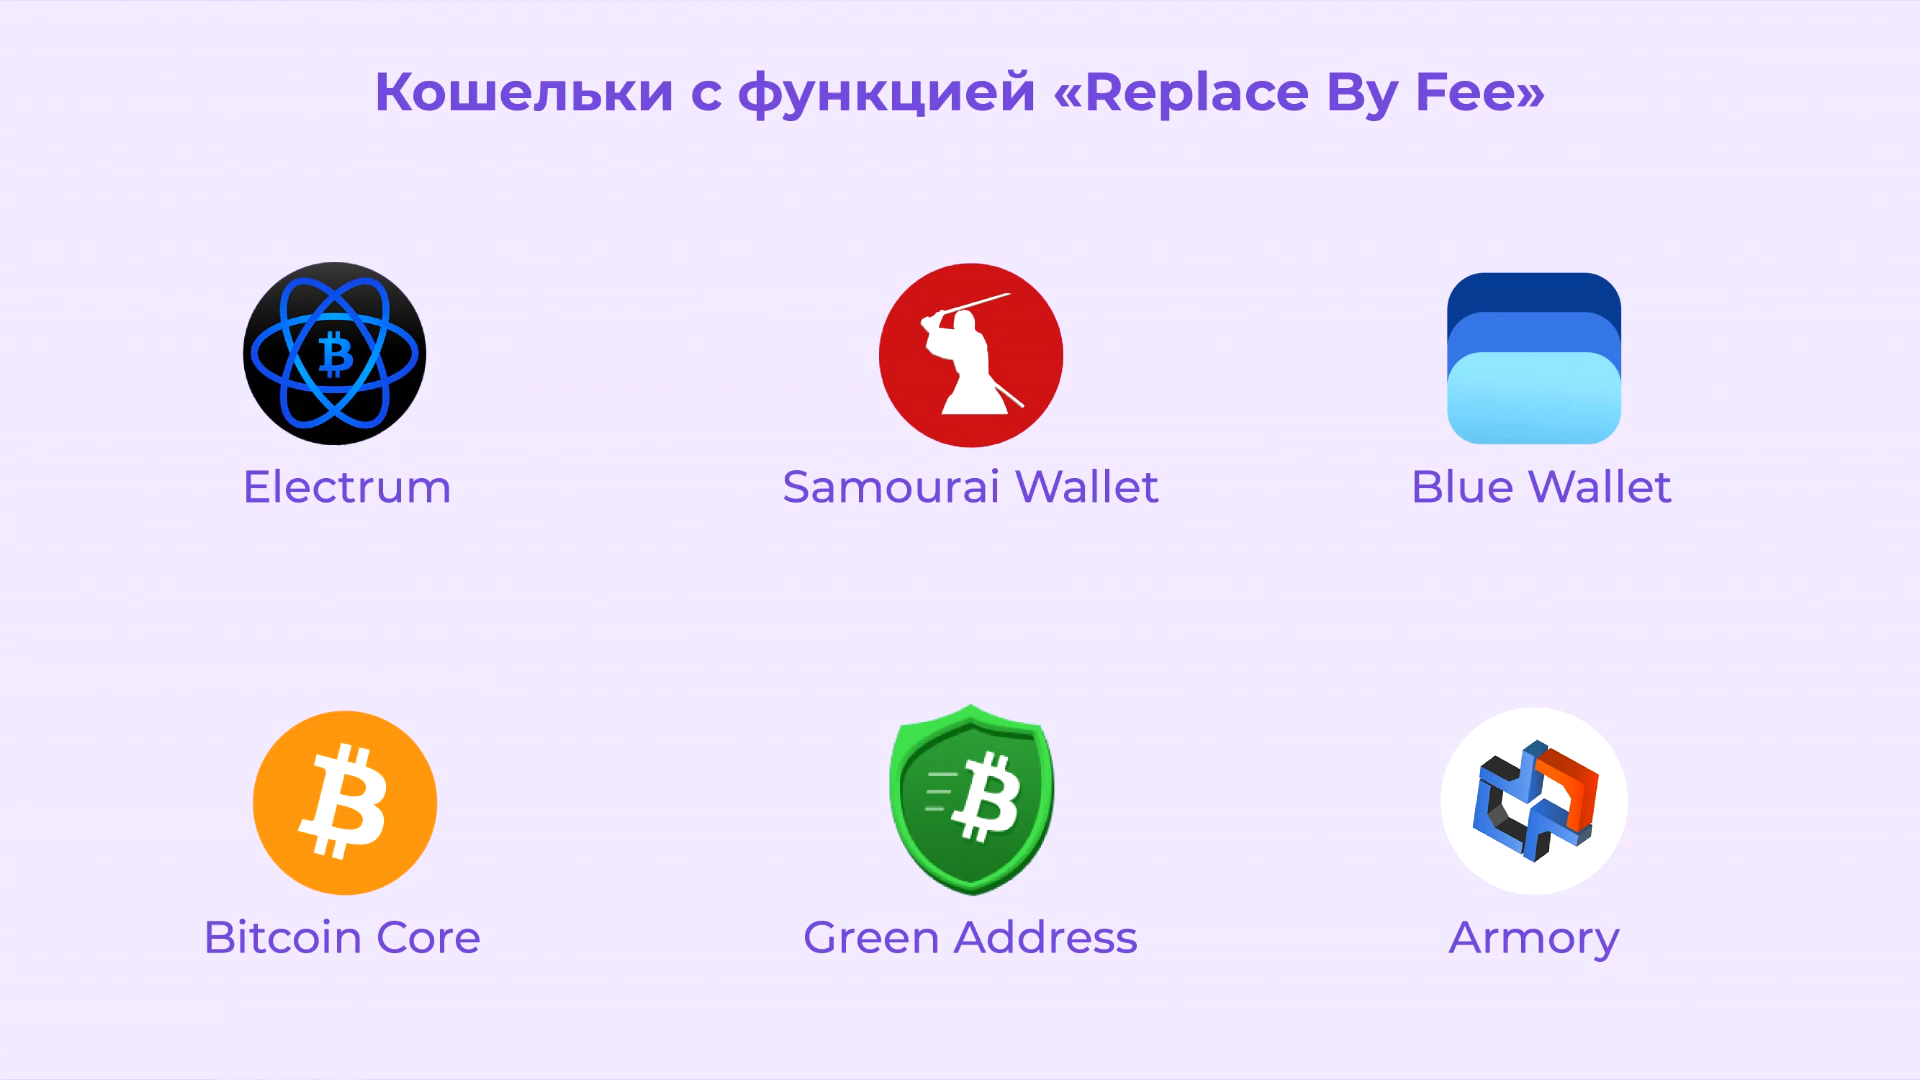 Кошельки с функцией «Replace By Fee»
Electrum
Samourai Wallet
Blue Wallet
Bitcoin Core
Green Address
Armory